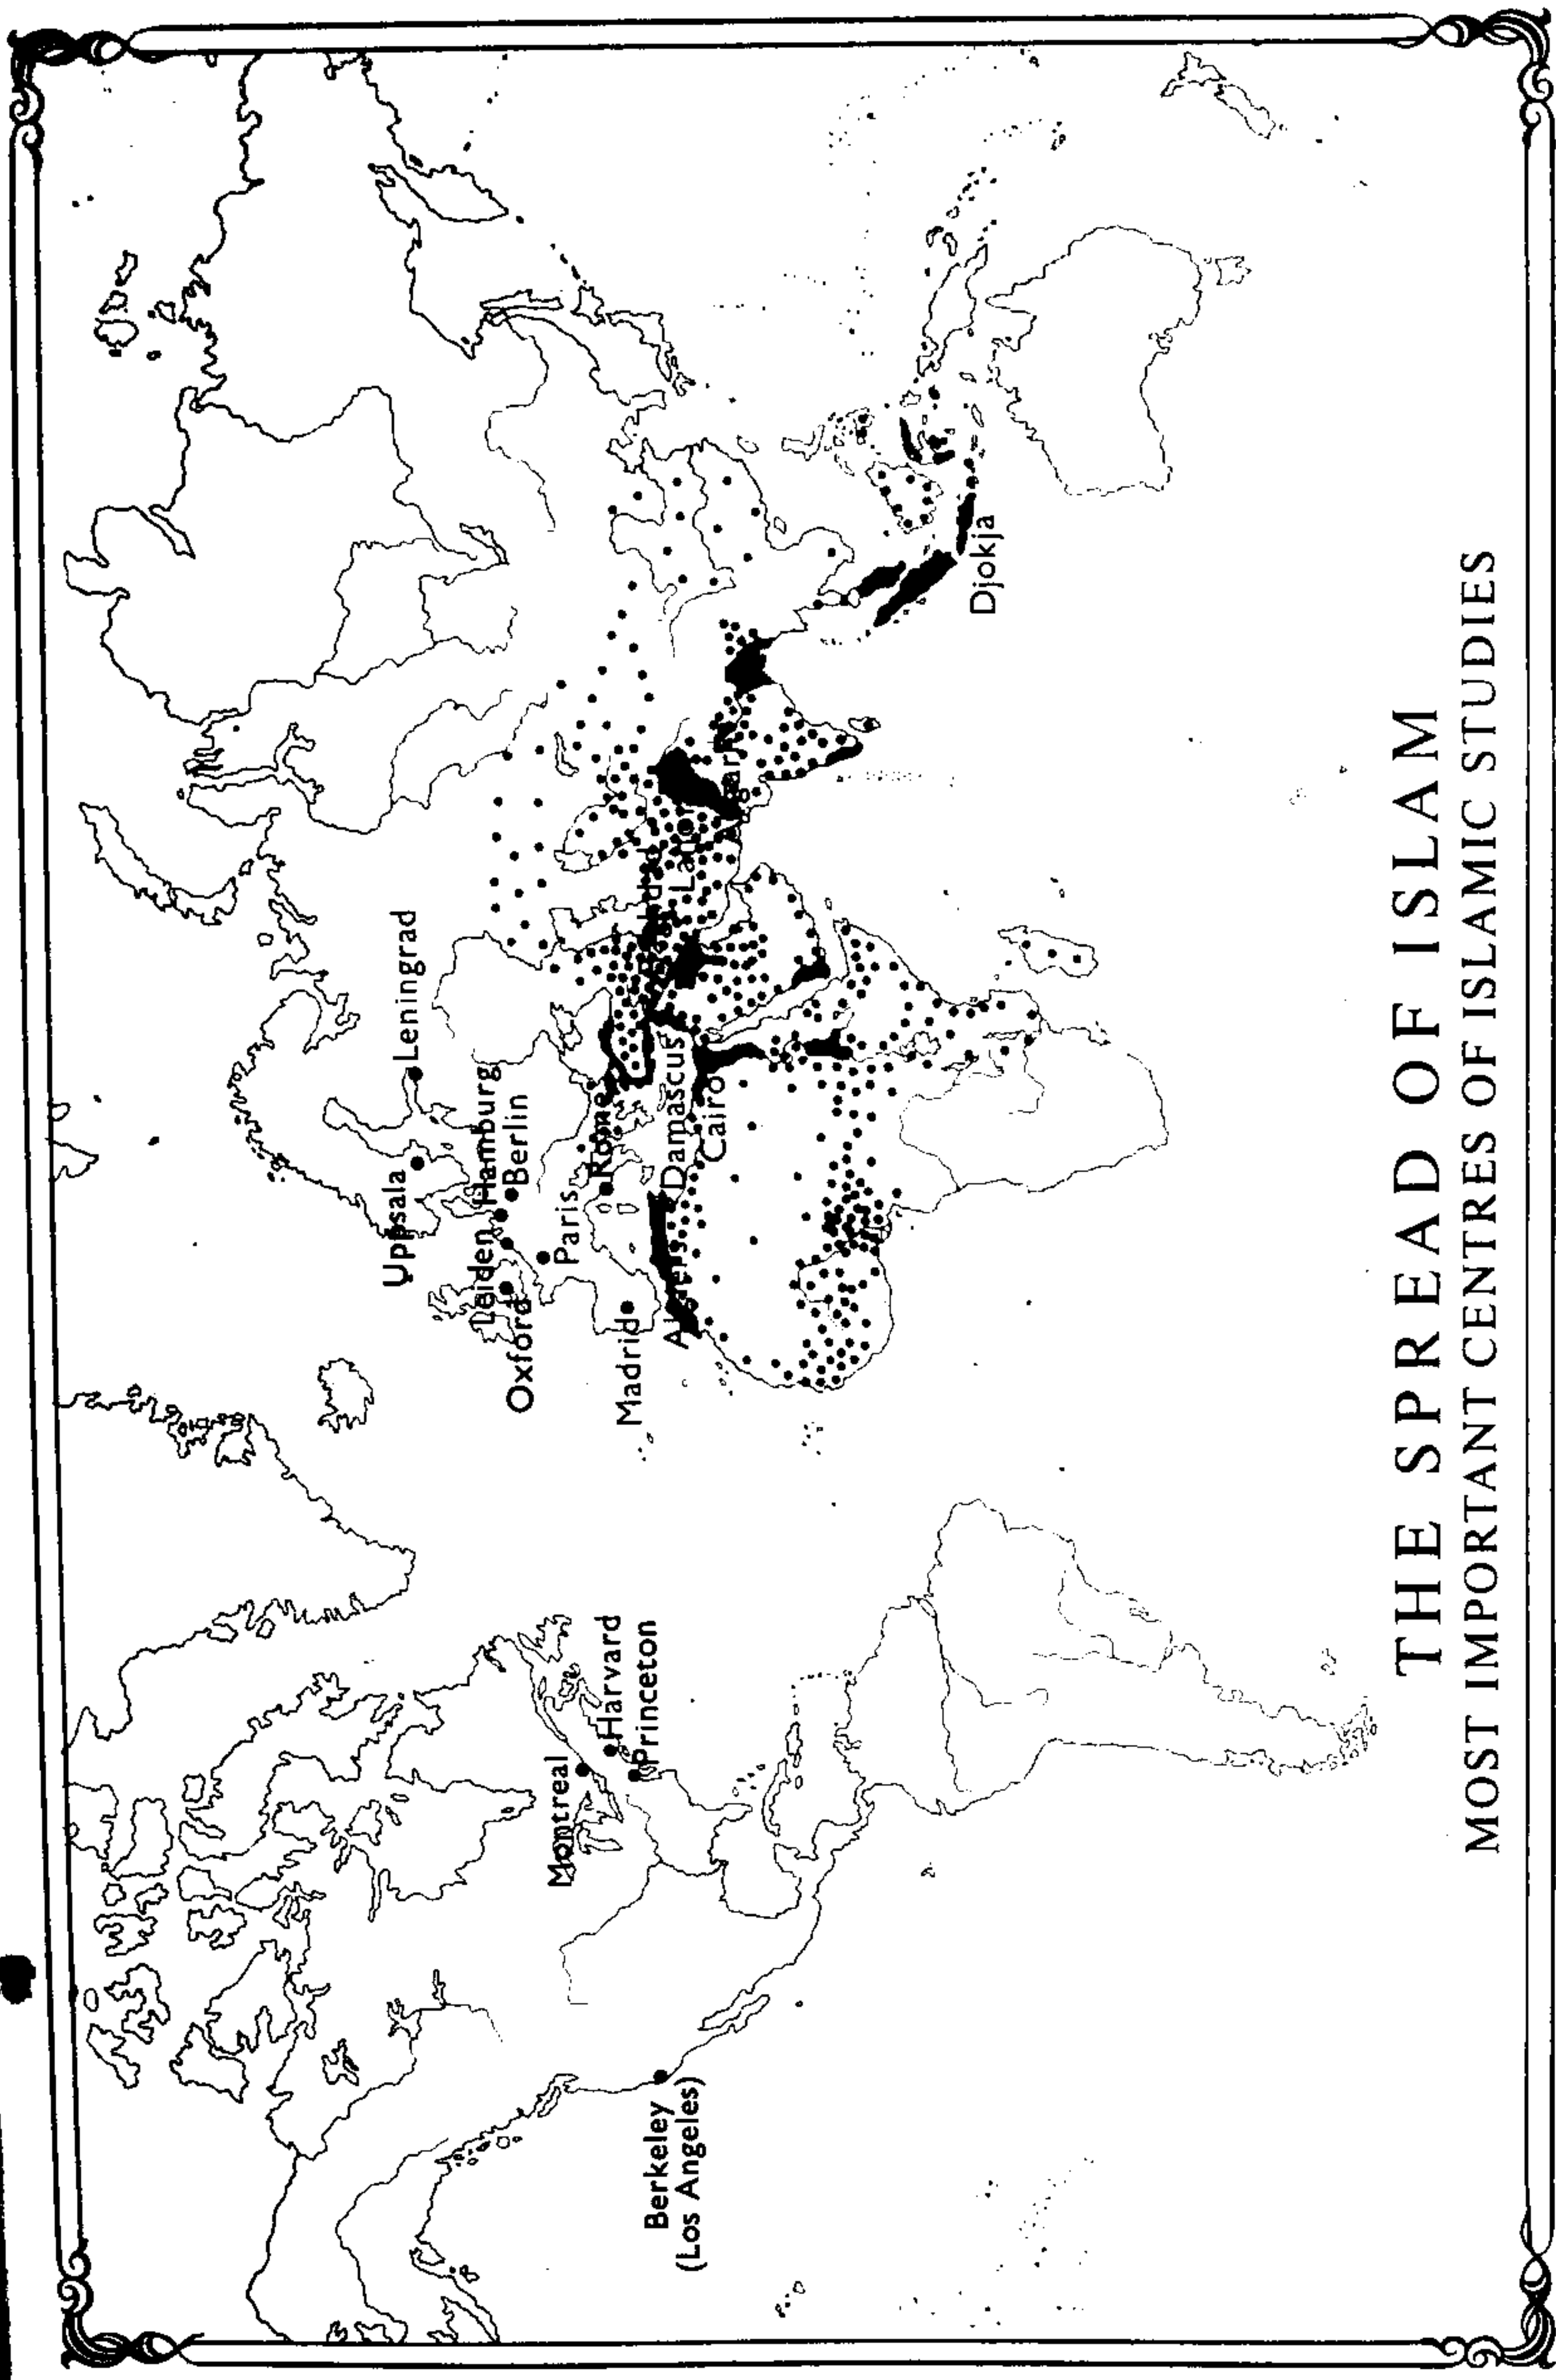 Leningrad
Uppsala
Hamburg
Berlin
Leiden
Oxford
Paris
Rome
Madrid
Damascus
Cairo
Djokja
Montreal
Harvard
Princeton
Berkeley
(Los Angeles)
THE SPREAD OF ISLAM
MOST IMPORTANT CENTRES OF ISLAMIC STUDIES